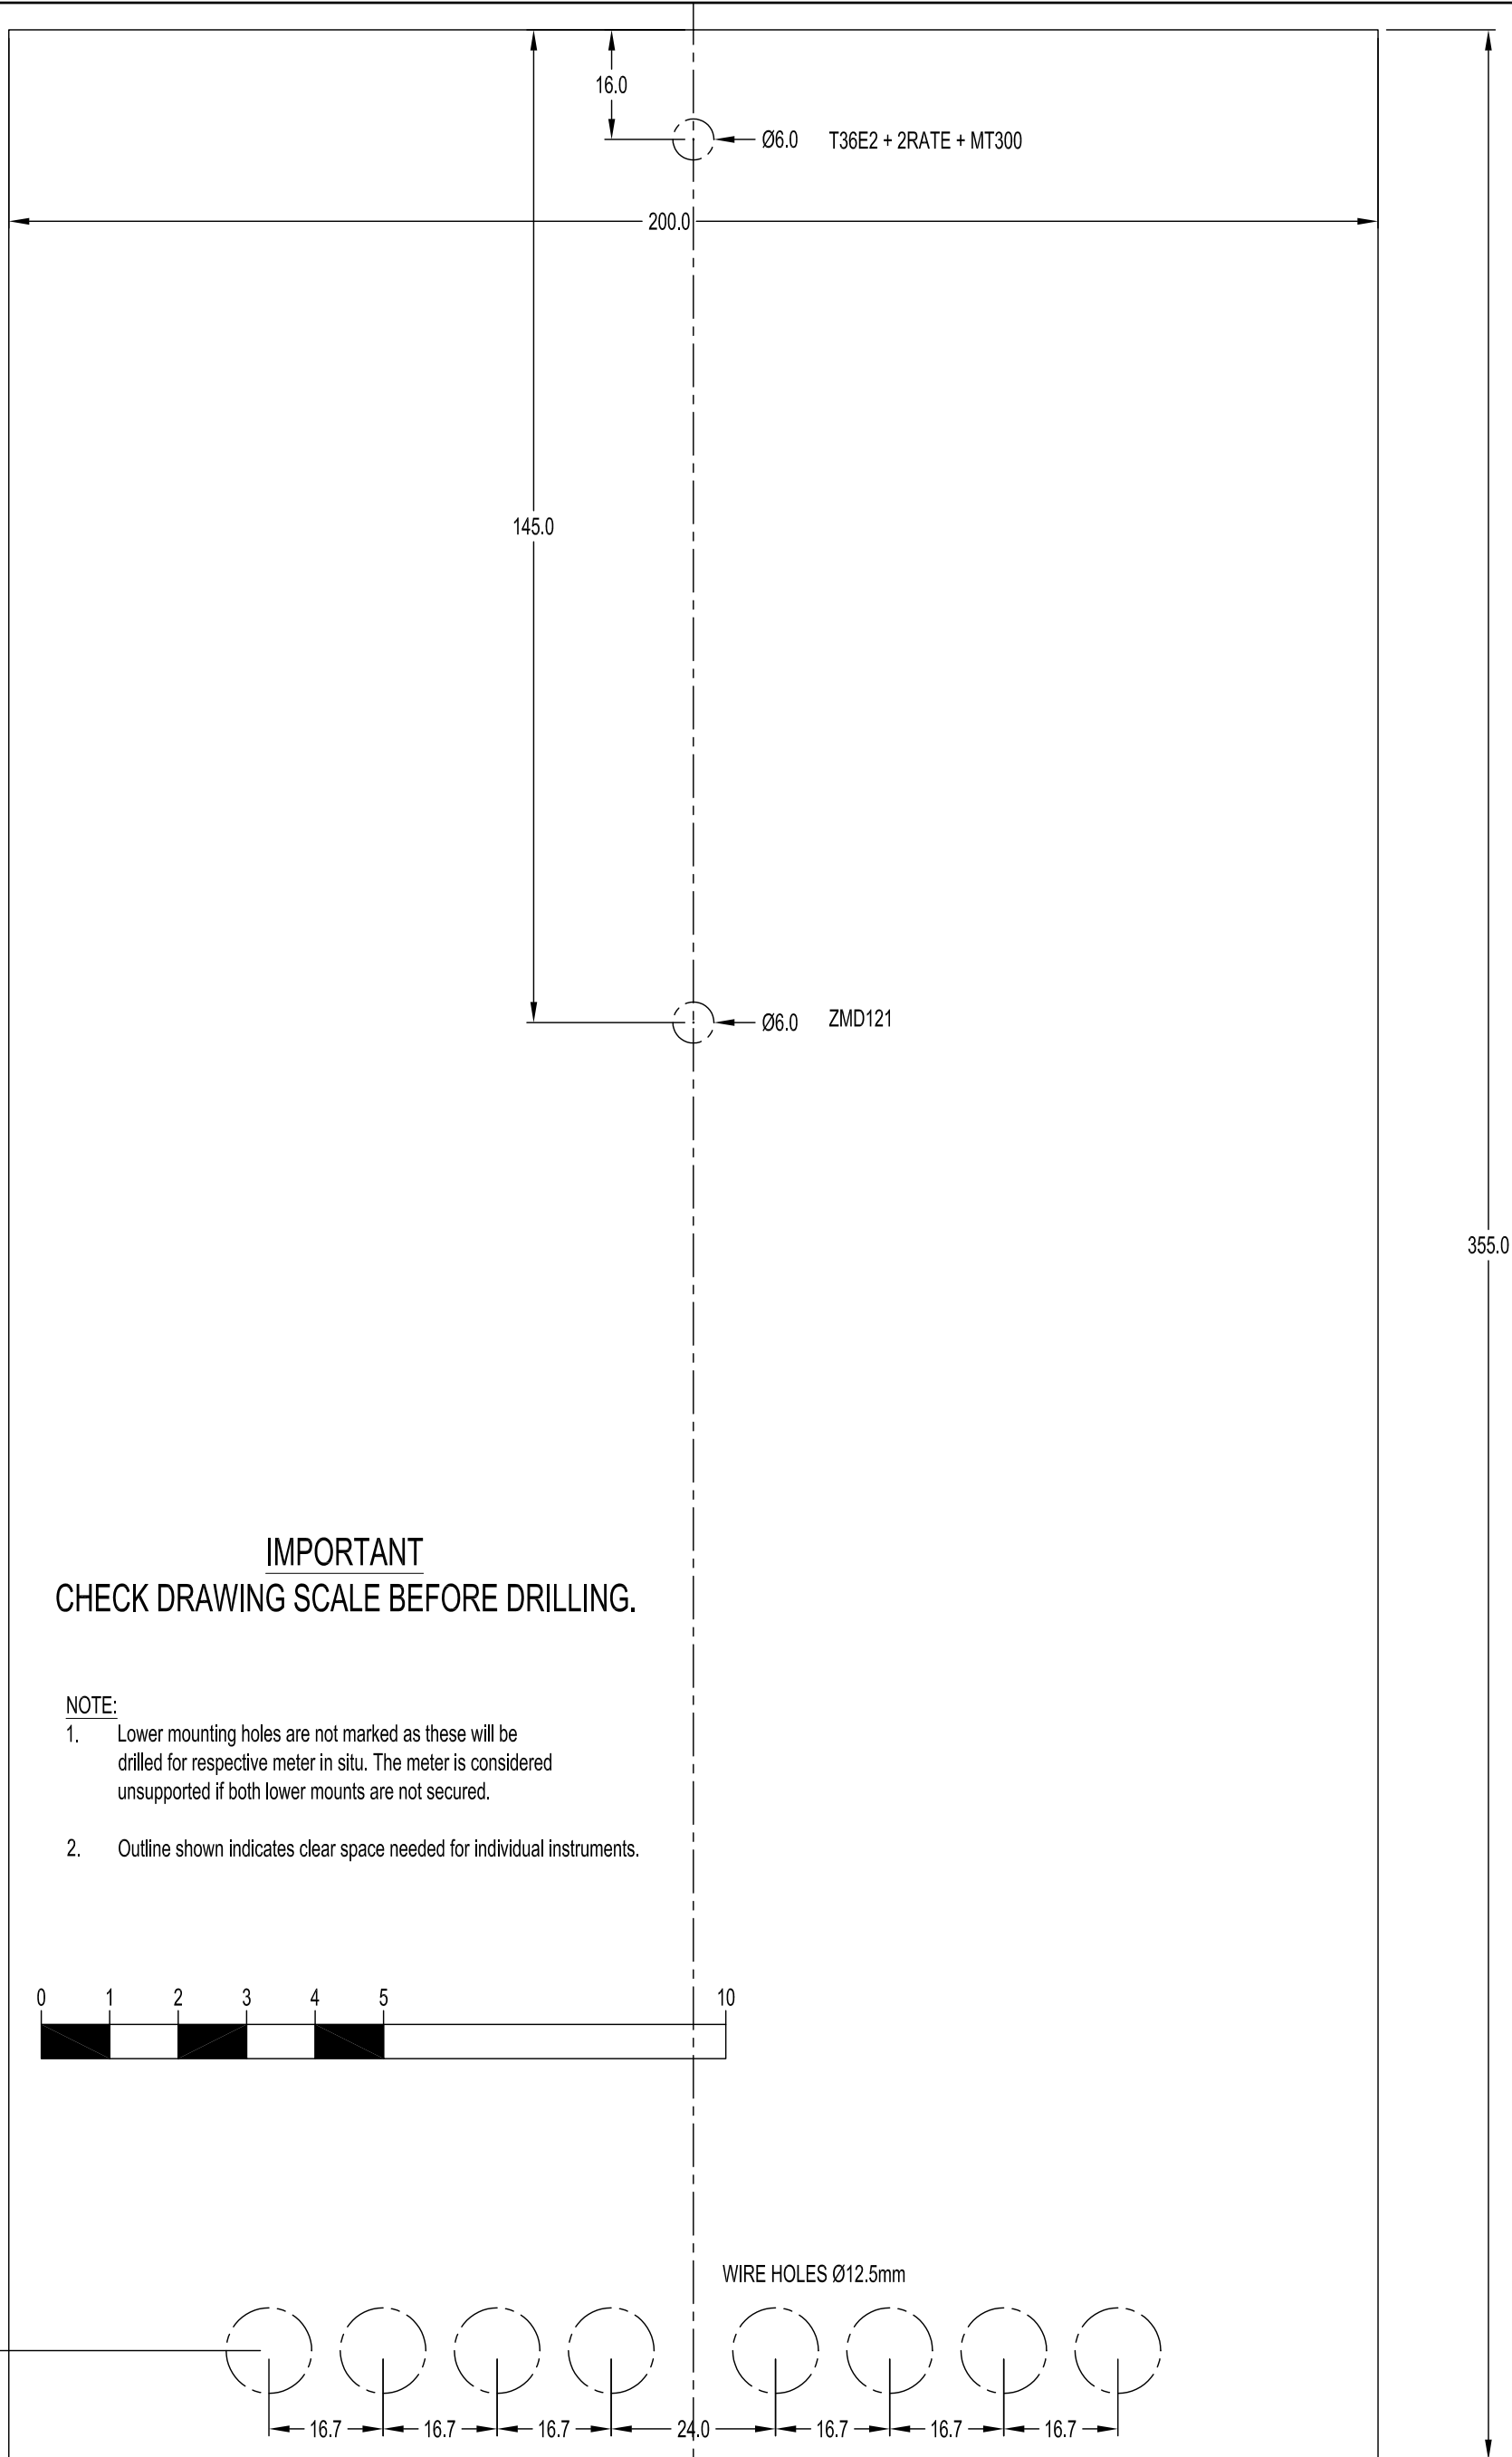 16.0
Ø6.0 T36E2 + 2RATE + MT300
200.0
145.0
Ø6.0 ZMD121
355.0
IMPORTANT
CHECK DRAWING SCALE BEFORE DRILLING.
NOTE:
1. Lower mounting holes are not marked as these will be
drilled for respective meter in situ. The meter is considered
unsupported if both lower mounts are not secured.
2. Outline shown indicates clear space needed for individual instruments.
0 1 2 3 4 5 10
WIRE HOLES Ø12.5mm
16.7 16.7 16.7 24.0 16.7 16.7 16.7